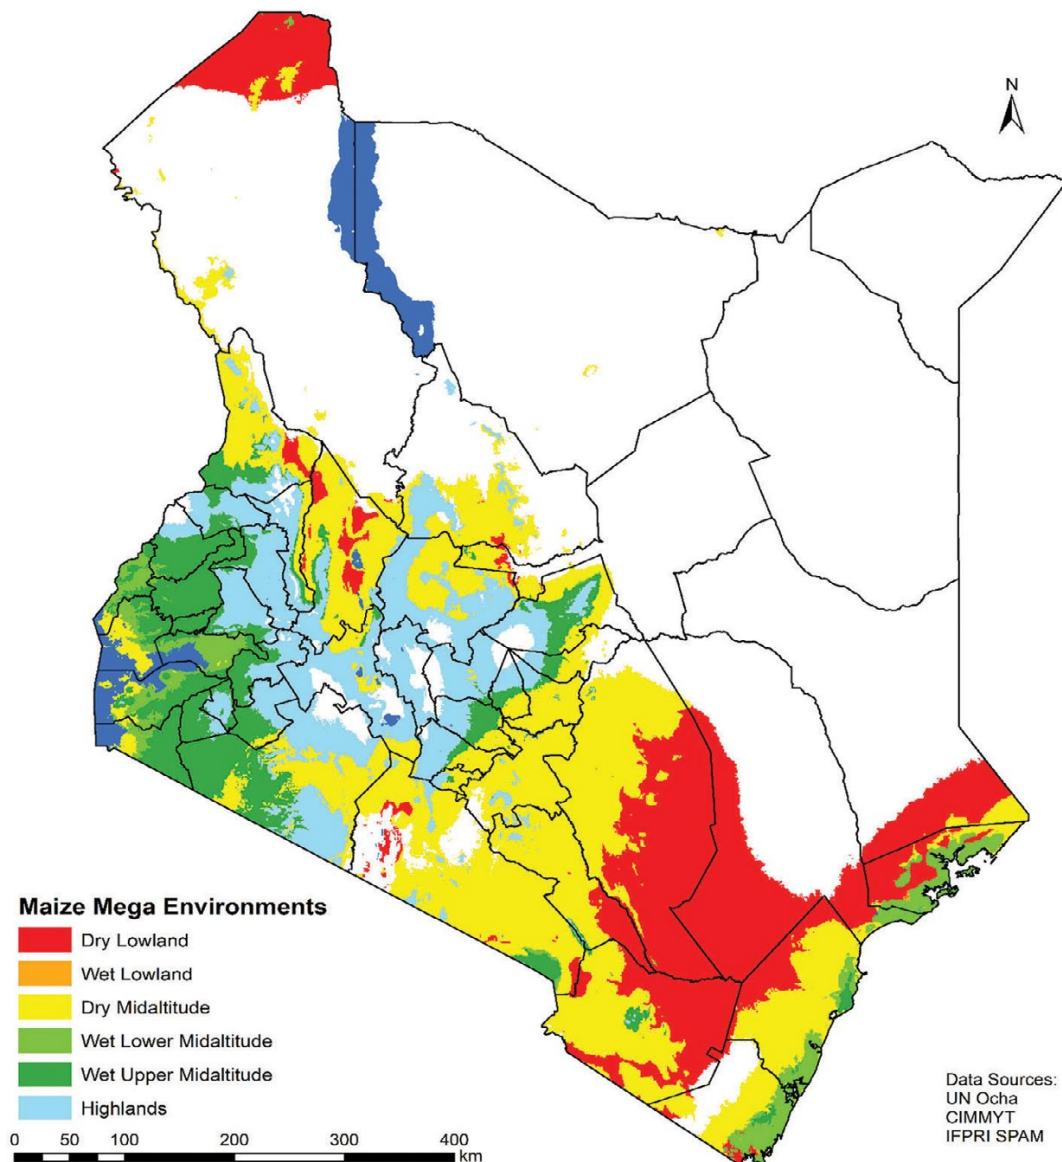 N
Maize Mega Environments
Dry Lowland
Wet Lowland
Dry Midaltitude
Wet Lower Midaltitude
Wet Upper Midaltitude
Highlands
0 50 100 200 300 400
km
Data Sources:
UN Ocha
CIMMYT
IFPRI SPAM